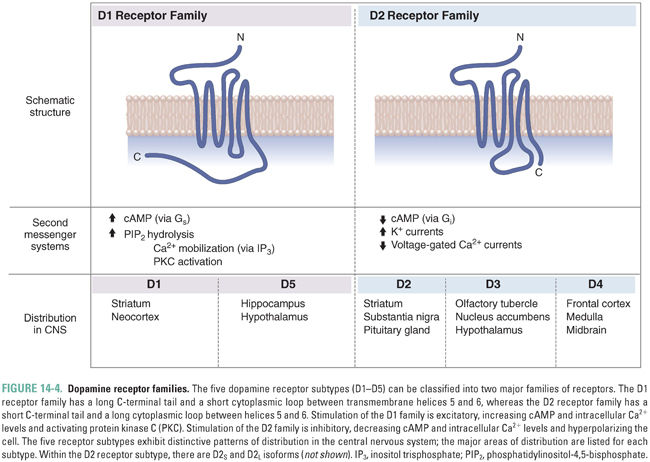 D1 Receptor Family
D2 Receptor Family
Schematic
structure
N
C
N
C
Second
messenger
systems
⬆ cAMP (via Gs)
⬆ PIP2 hydrolysis
Ca2+ mobilization (via IP3)
PKC activation
⬇ cAMP (via Gi)
⬆ K+ currents
⬇ Voltage-gated Ca2+ currents
Distribution
in CNS
D1
Striatum
Neocortex
D5
Hippocampus
Hypothalamus
D2
Striatum
Substantia nigra
Pituitary gland
D3
Olfactory tubercle
Nucleus accumbens
Hypothalamus
D4
Frontal cortex
Medulla
Midbrain
FIGURE 14-4. Dopamine receptor families. The five dopamine receptor subtypes (D1–D5) can be classified into two major families of receptors. The D1
receptor family has a long C-terminal tail and a short cytoplasmic loop between transmembrane helices 5 and 6, whereas the D2 receptor family has a
short C-terminal tail and a long cytoplasmic loop between helices 5 and 6. Stimulation of the D1 family is excitatory, increasing cAMP and intracellular Ca2+
levels and activating protein kinase C (PKC). Stimulation of the D2 family is inhibitory, decreasing cAMP and intracellular Ca2+ levels and hyperpolarizing the
cell. The five receptor subtypes exhibit distinctive patterns of distribution in the central nervous system; the major areas of distribution are listed for each
subtype. Within the D2 receptor subtype, there are D2S and D2L isoforms (not shown). IP3, inositol trisphosphate; PIP2, phosphatidylinositol-4,5-bisphosphate.